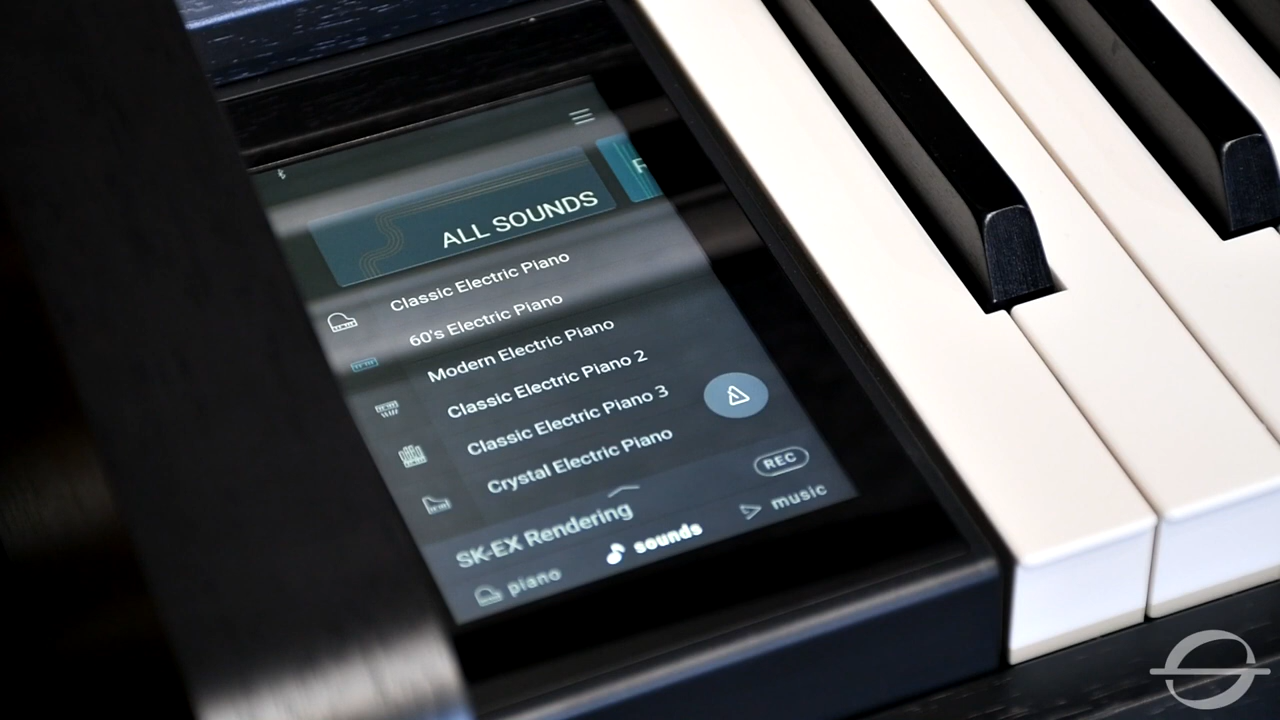 ALL SOUNDS
Classic Electric Piano
60's Electric Piano
Modern Electric Piano
Classic Electric Piano 2
Classic Electric Piano 3
Crystal Electric Piano
REC
SK-EX Rendering
piano
sounds
music